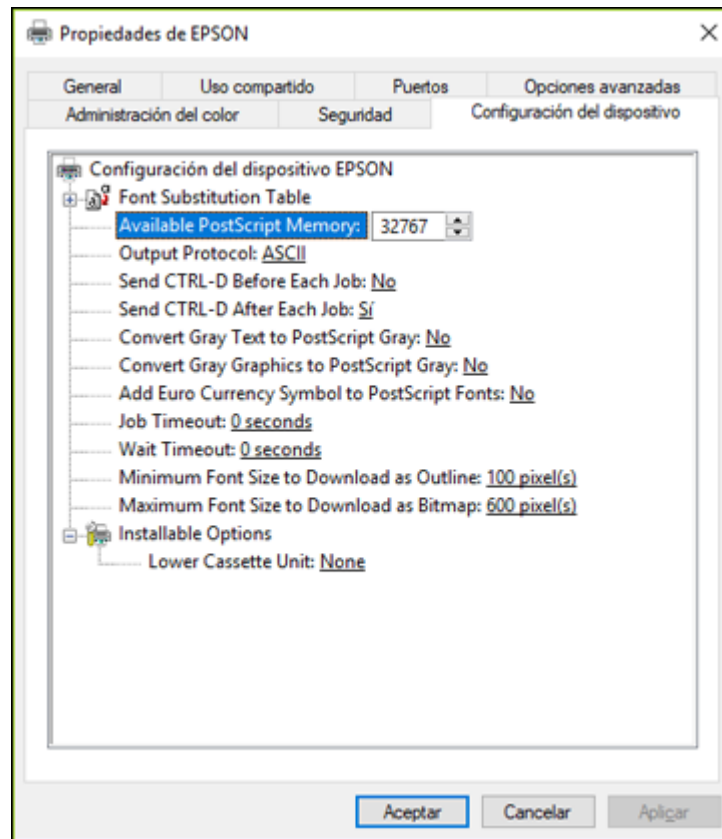 Propiedades de EPSON
General Uso compartido Puertos Opciones avanzadas
Administración del color Seguridad Configuración del dispositivo
Configuración del dispositivo EPSON
Font Substitution Table
Available PostScript Memory: 32767
Output Protocol: ASCII
Send CTRL-D Before Each Job: No
Send CTRL-D After Each Job: Sí
Convert Gray Text to PostScript Gray: No
Convert Gray Graphics to PostScript Gray: No
Add Euro Currency Symbol to PostScript Fonts: No
Job Timeout: 0 seconds
Wait Timeout: 0 seconds
Minimum Font Size to Download as Outline: 100 pixel(s)
Maximum Font Size to Download as Bitmap: 600 pixel(s)
Installable Options
Lower Cassette Unit: None
Aceptar Cancelar Aplicar